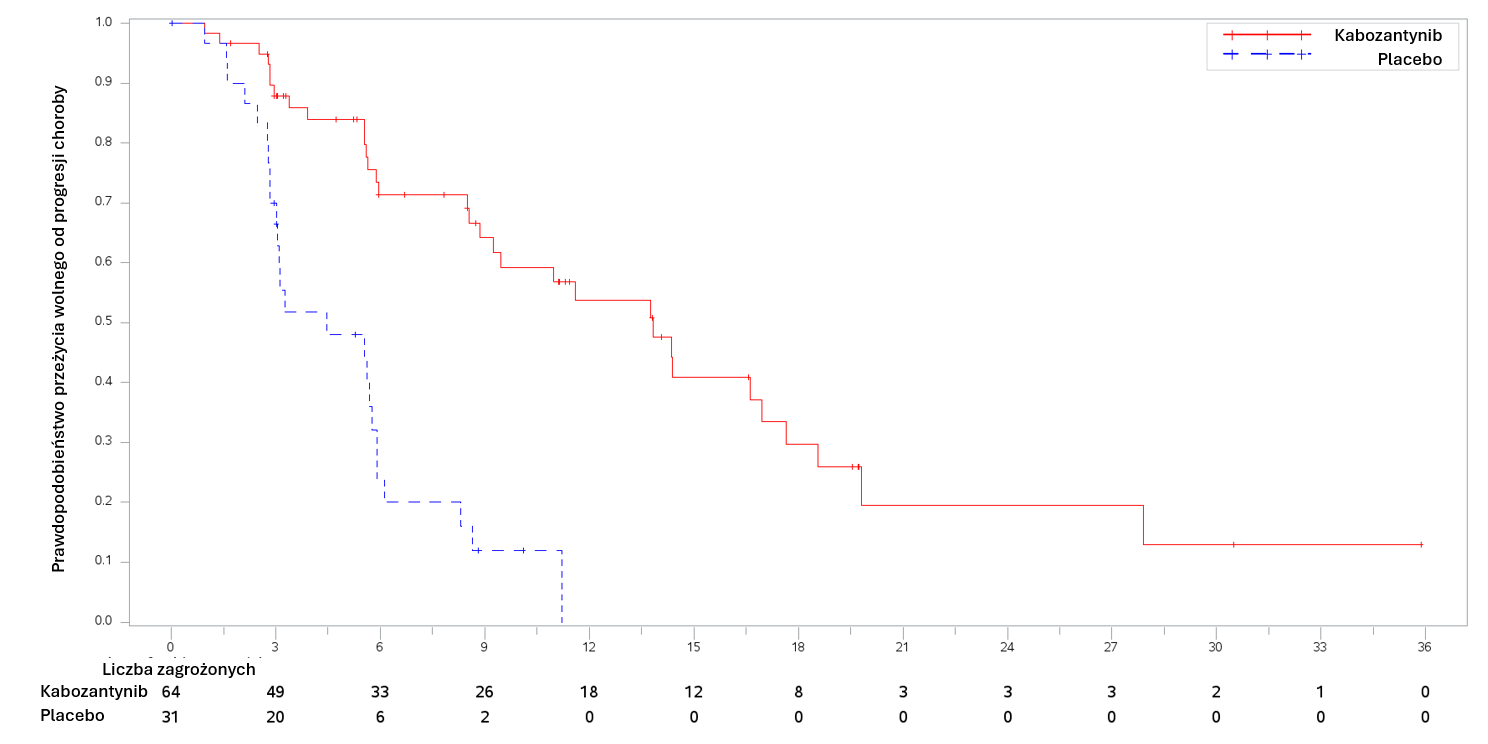 Kabozantynib
Placebo
Prawdopodobieństwo przeżycia wolnego od progresji choroby
1.0
0.9
0.8
0.7
0.6
0.5
0.4
0.3
0.2
0.1
0.0
0 3 6 9 12 15 18 21 24 27 30 33 36
Liczba zagrożonych
Kabozantynib 64 49 33 26 18 12 8 3 3 3 2 1 0
Placebo 31 20 6 2 0 0 0 0 0 0 0 0 0